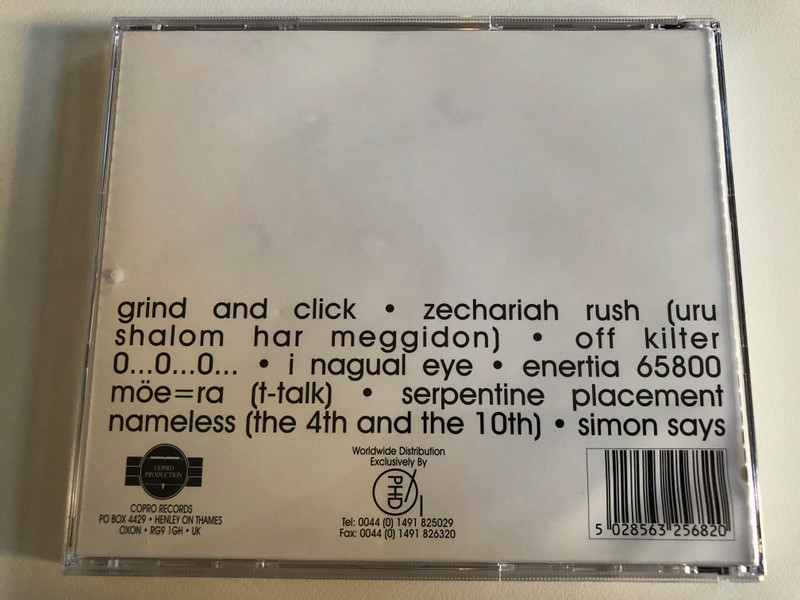 grind and click • zechariah rush (uru
shalom har meggidon) • off kilter
0...0...0... • i nagual eye • enertia 65800
möe=ra (t-talk) • serpentine placement
nameless (the 4th and the 10th) • simon says
COPRO
PRODUCTION
COPRO RECORDS
PO BOX 4429 • HENLEY ON THAMES
OXON • RG9 1GH • UK
Worldwide Distribution
Exclusively By
PHD
Tel: 0044 (0) 1491 825029
Fax: 0044 (0) 1491 826320
5 028563 256820